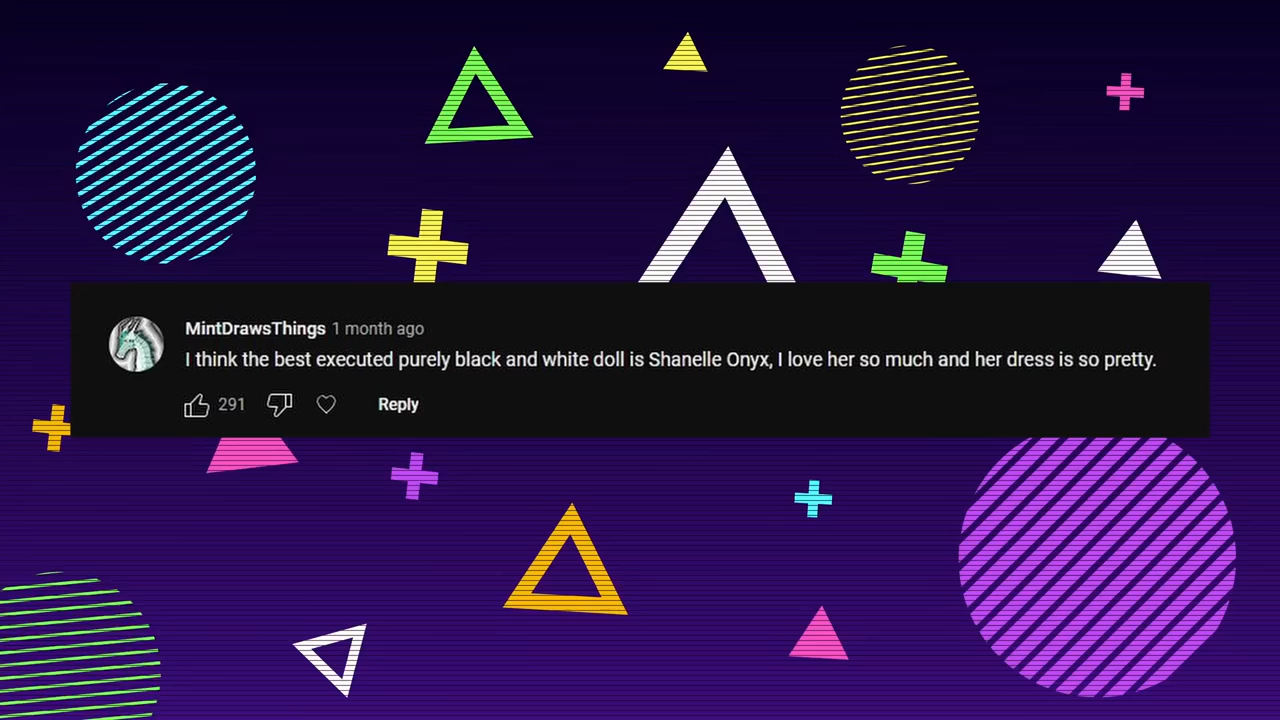 MintDrawsThings 1 month ago
I think the best executed purely black and white doll is Shanelle Onyx, I love her so much and her dress is so pretty.
291 Reply